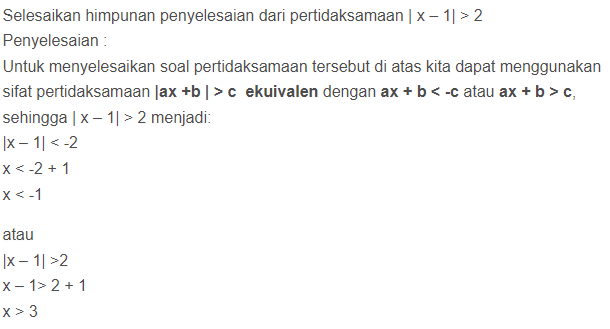 Selesaikan himpunan penyelesaian dari pertidaksamaan | x – 1| > 2
Penyelesaian :
Untuk menyelesaikan soal pertidaksamaan tersebut di atas kita dapat menggunakan
sifat pertidaksamaan |ax +b | > c  ekuivalen dengan ax + b < -c atau ax + b > c,
sehingga | x – 1| > 2 menjadi:
|x – 1| < -2
x < -2 + 1
x < -1
atau
|x – 1| >2
x – 1> 2 + 1
x > 3